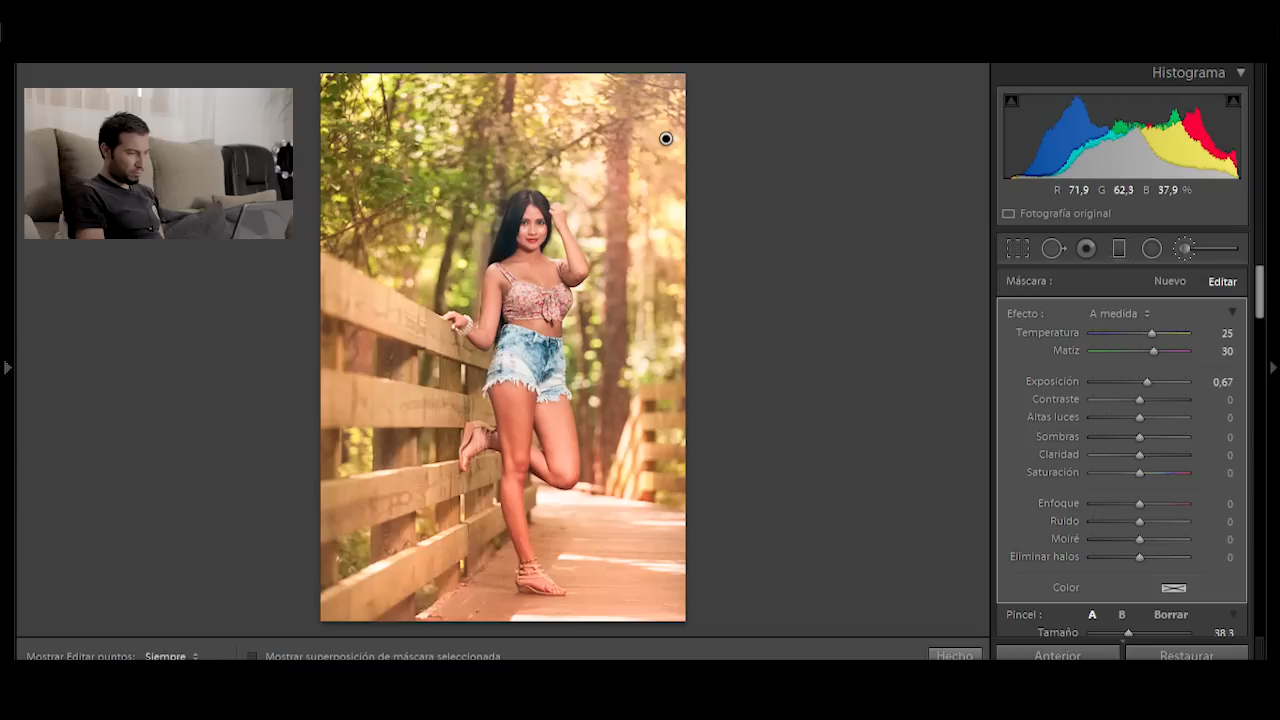 Histograma
R 71,9 G 62,3 B 37,9 %
Fotografía original
Máscara : Nuevo Editar
Efecto : A medida
Temperatura 25
Matiz 30
Exposición 0,67
Contraste 0
Altas luces 0
Sombras 0
Claridad 0
Saturación 0
Enfoque 0
Ruido 0
Moiré 0
Eliminar halos 0
Color
Pincel : A B Borrar
Tamaño 38,3
Mostrar Editar puntos: Siempre Mostrar superposición de máscara seleccionada Hecho Anterior Restaurar